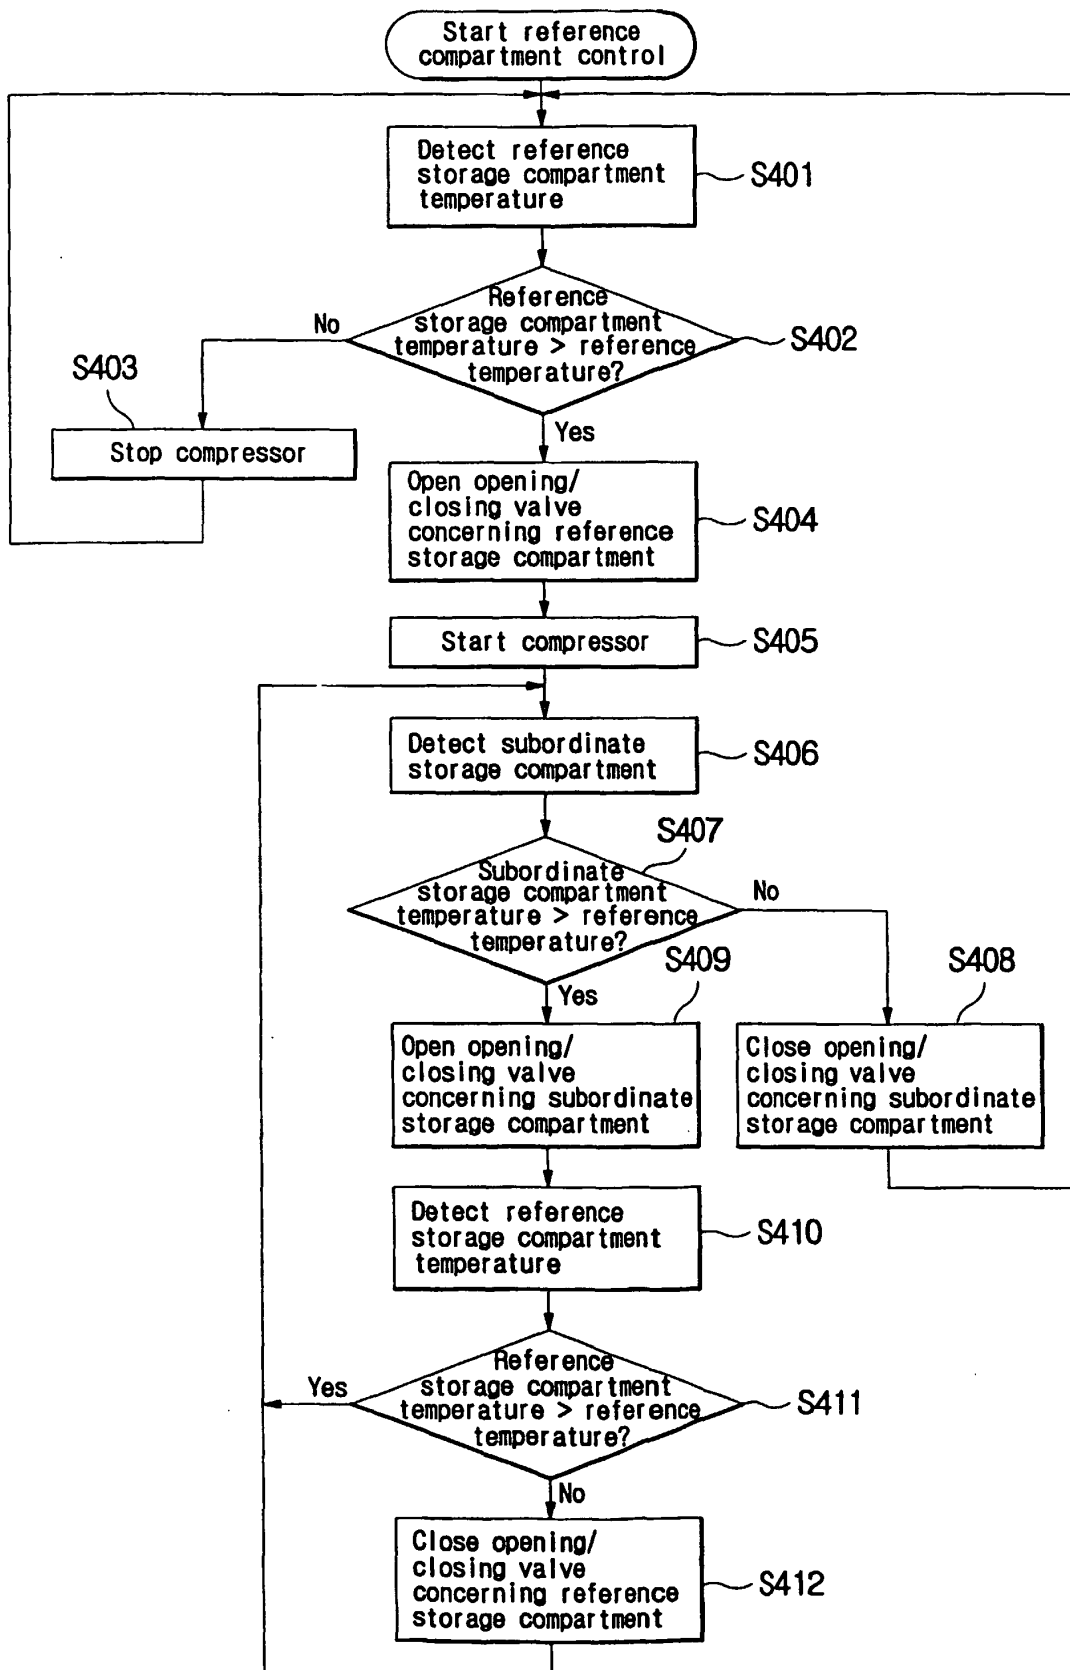 Start reference
compartment control
Detect reference
storage compartment
temperature
S401
Reference
storage compartment
temperature > reference
temperature?
S402
No
S403
Stop compressor
Yes
Open opening/
closing valve
concerning reference
storage compartment
S404
Start compressor
S405
Detect subordinate
storage compartment
S406
S407
Subordinate
storage compartment
temperature > reference
temperature?
No
Yes
S409
S408
Open opening/
closing valve
concerning subordinate
storage compartment
Close opening/
closing valve
concerning subordinate
storage compartment
Detect reference
storage compartment
temperature
S410
Reference
storage compartment
temperature > reference
temperature?
S411
Yes
No
Close opening/
closing valve
concerning reference
storage compartment
S412